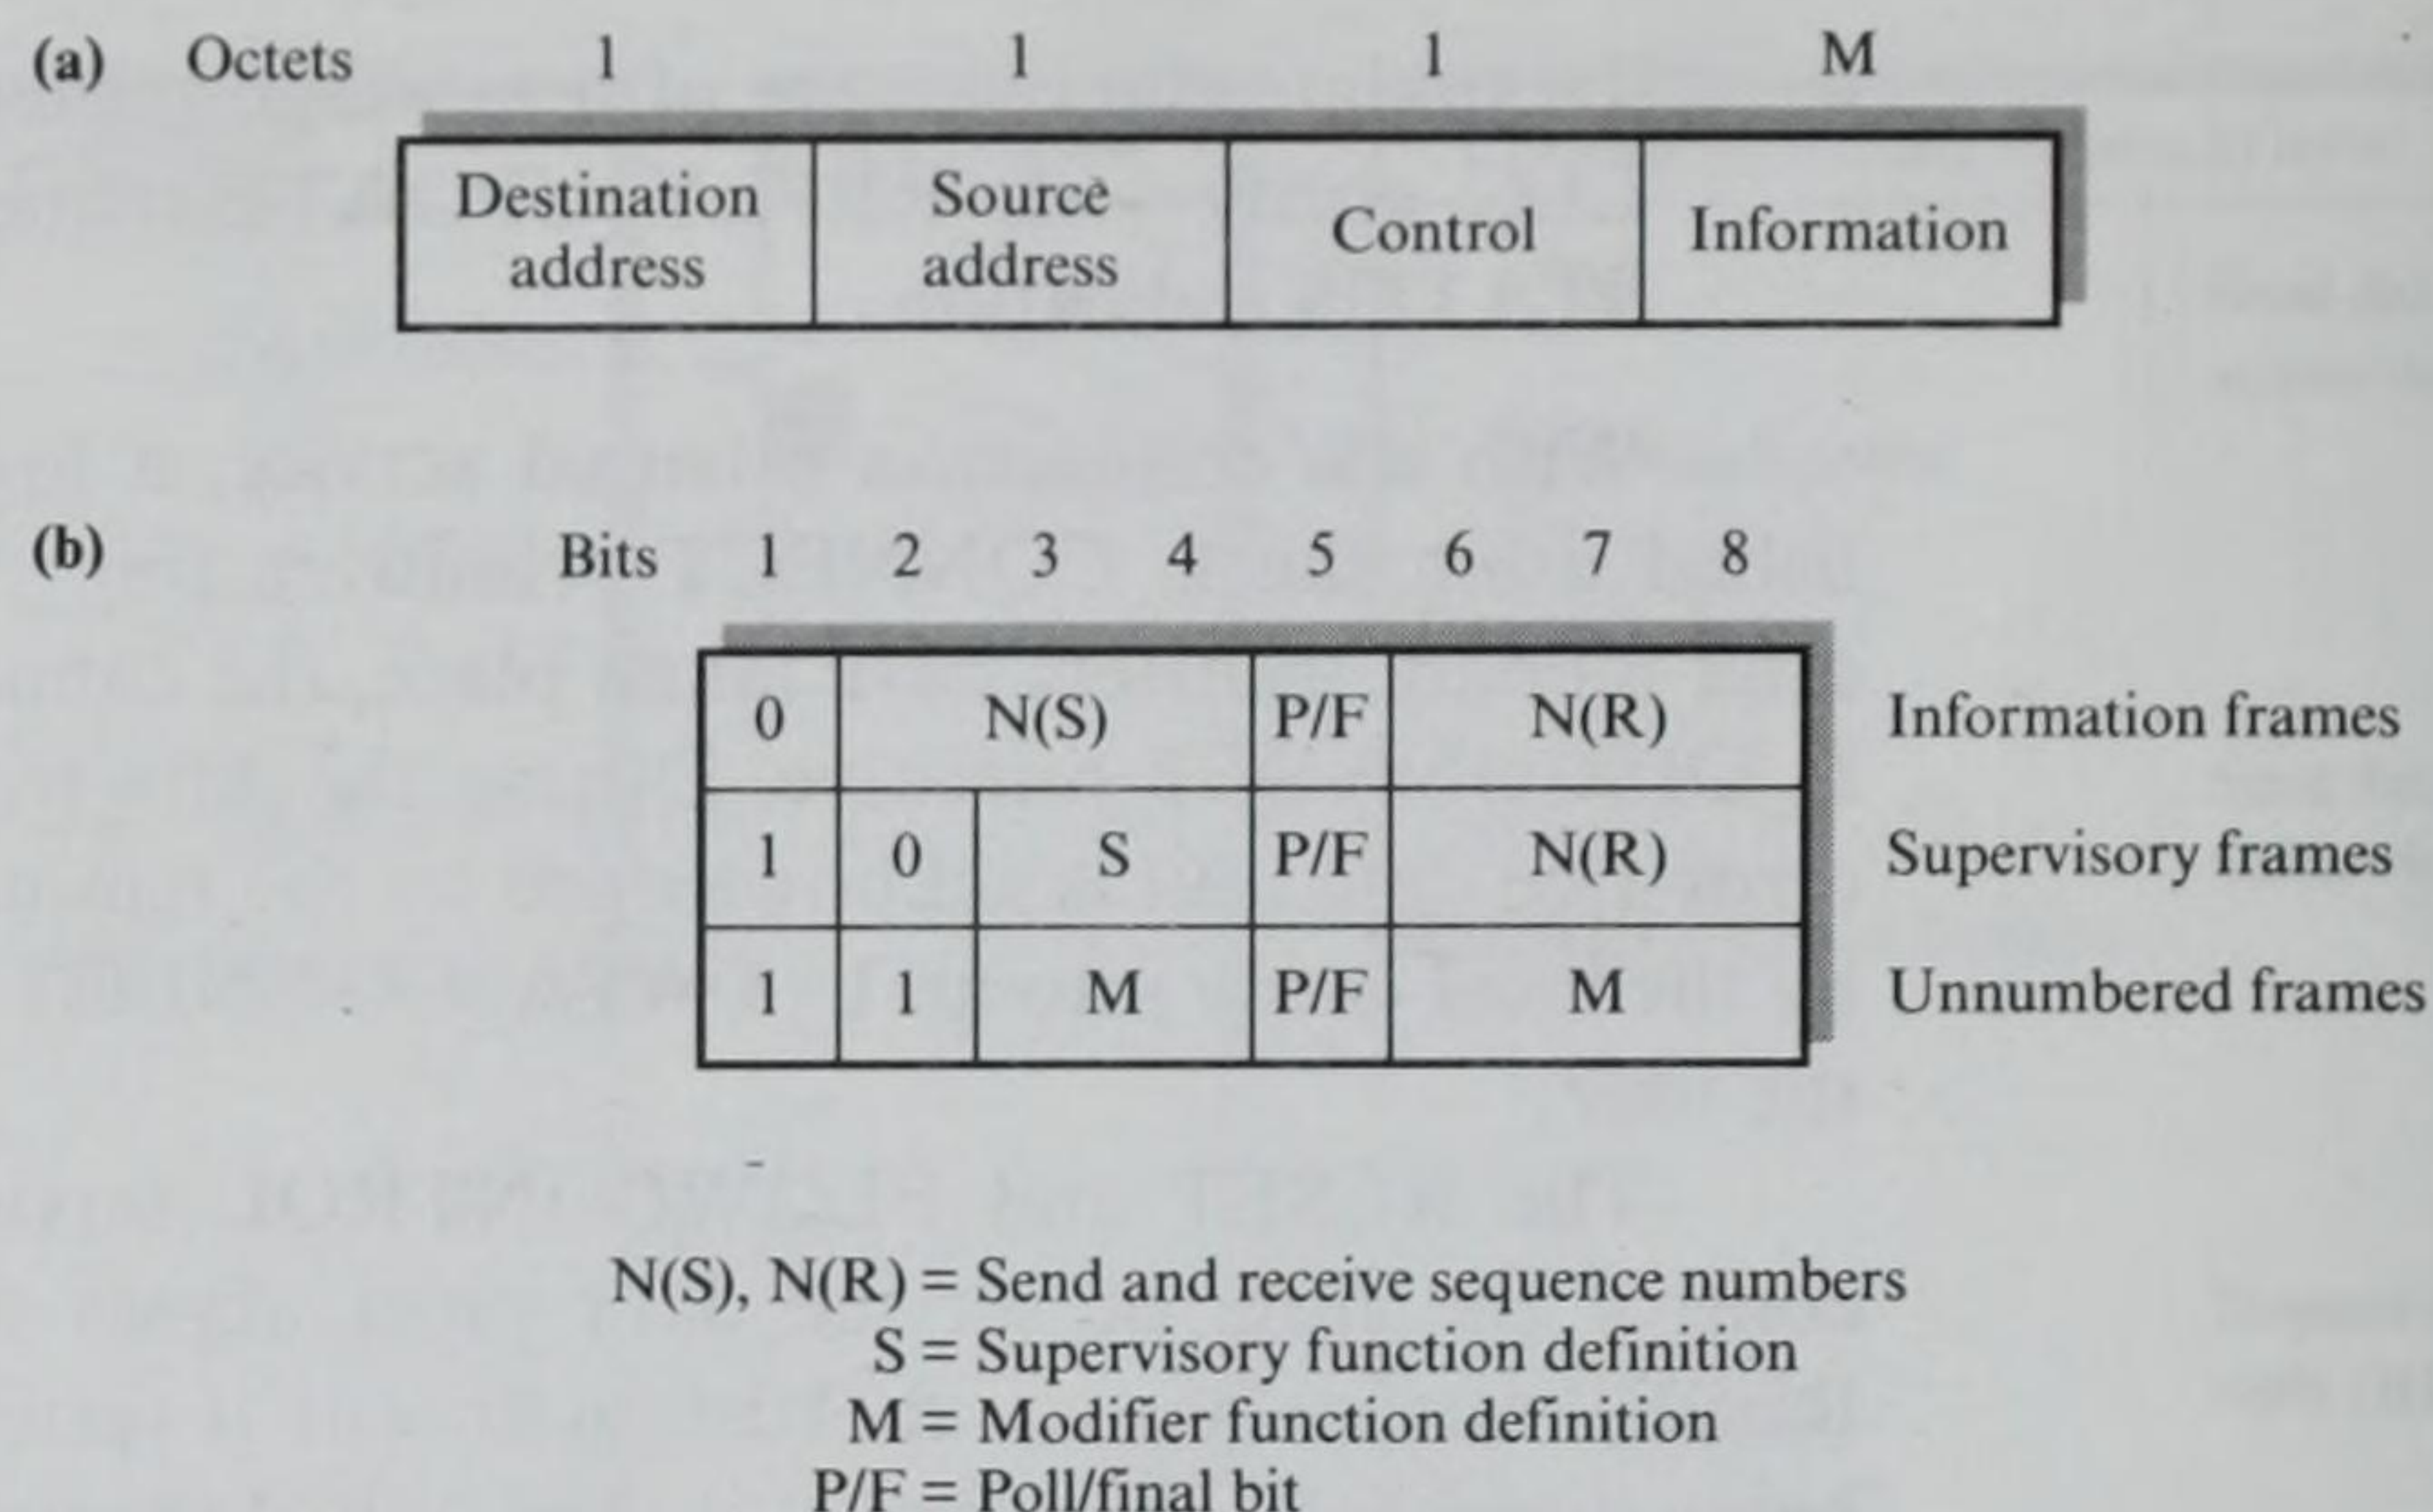 (a) Octets 1 1 1 M
Destination address Source address Control Information
(b) Bits 1 2 3 4 5 6 7 8
0 N(S) P/F N(R) Information frames
1 0 S P/F N(R) Supervisory frames
1 1 M P/F M Unnumbered frames
N(S), N(R) = Send and receive sequence numbers
S = Supervisory function definition
M = Modifier function definition
P/F = Poll/final bit